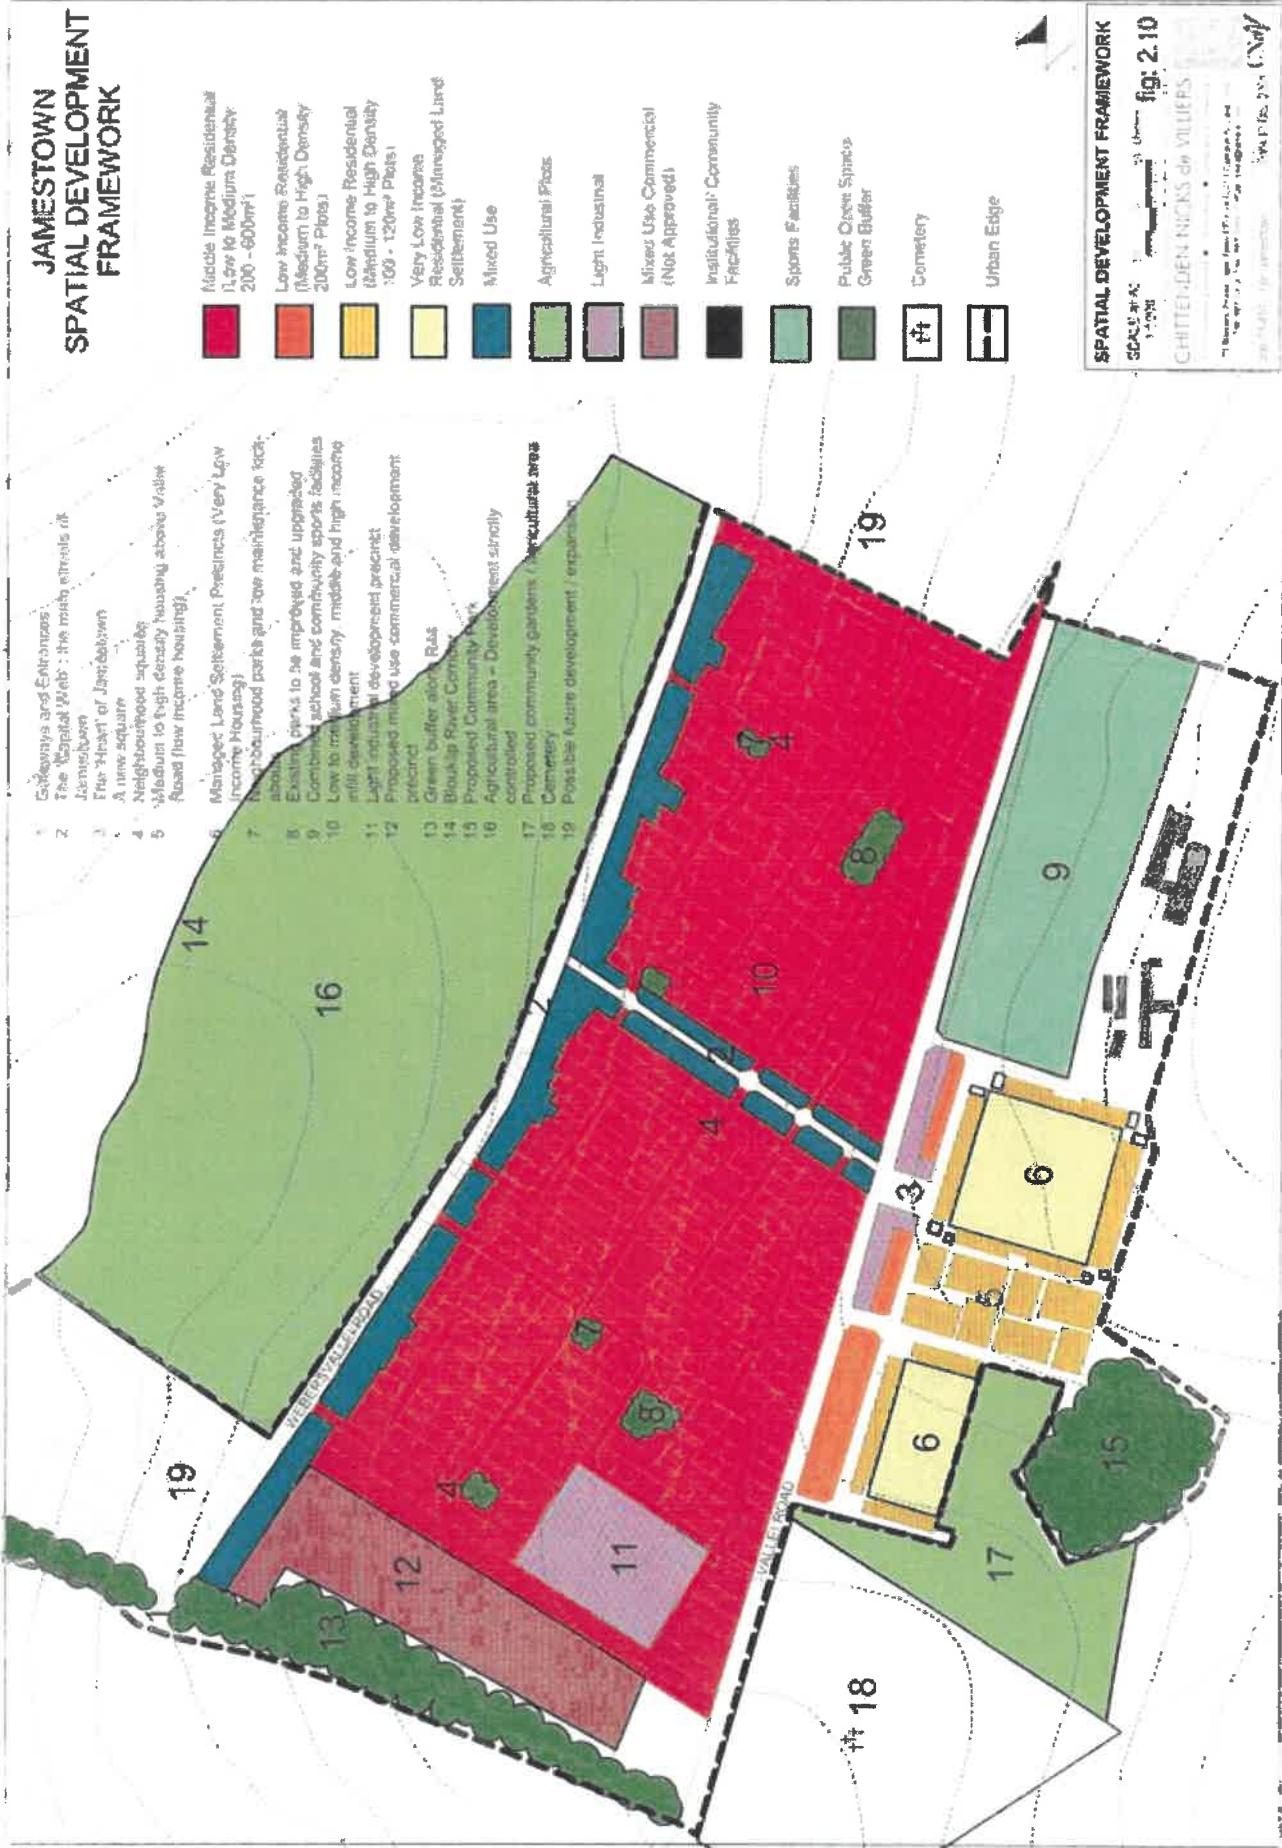 JAMESTOWN
SPATIAL DEVELOPMENT
FRAMEWORK
Middle Income Residential
(Low to Medium Density
200 - 600m²)
Low Income Residential
(Medium to High Density
200m² Plots)
Low Income Residential
(Medium to High Density
100 - 120m² Plots)
Very Low Income
Residential (Managed Land
Settlement)
Mixed Use
Agricultural Plots
Light Industrial
Mixed Use Commercial
(Not Approved)
Institutional/ Community
Facilities
Sports Facilities
Public Open Space
Green Buffer
Cemetery
Urban Edge
1 Gateways and Entrances
2 The 'Capital Web': the main streets of
Jamestown
3 The 'Heart' of Jamestown
A new square
4 Neighbourhood squares
5 Medium to high density housing above Vallei
Road (low income housing)
6 Managed Land Settlement Precincts (Very Low
Income Housing)
7 Neighbourhood parks and low maintenance
8 Existing parks to be improved and upgraded
9 Combined school and community sports facilities
10 Low to medium density, middle and high income
infill development
11 Light industrial development precinct
12 Proposed mixed use commercial development
precinct
13 Green buffer along R44
14 Blouklip River
15 Proposed Community Park
16 Agricultural area - Development strictly
controlled
17 Proposed community gardens / agricultural area
18 Cemetery
19 Possible future development / expansion
14
16
19
WEBERSVALLEI ROAD
2
4
8
10
2
4
7
8
4
11
12
13
19
VALLEI ROAD
9
3
6
5
6
15
17
18
SPATIAL DEVELOPMENT FRAMEWORK
fig: 2.10
CHITTENDEN NICKS de VILLIERS
CNdV